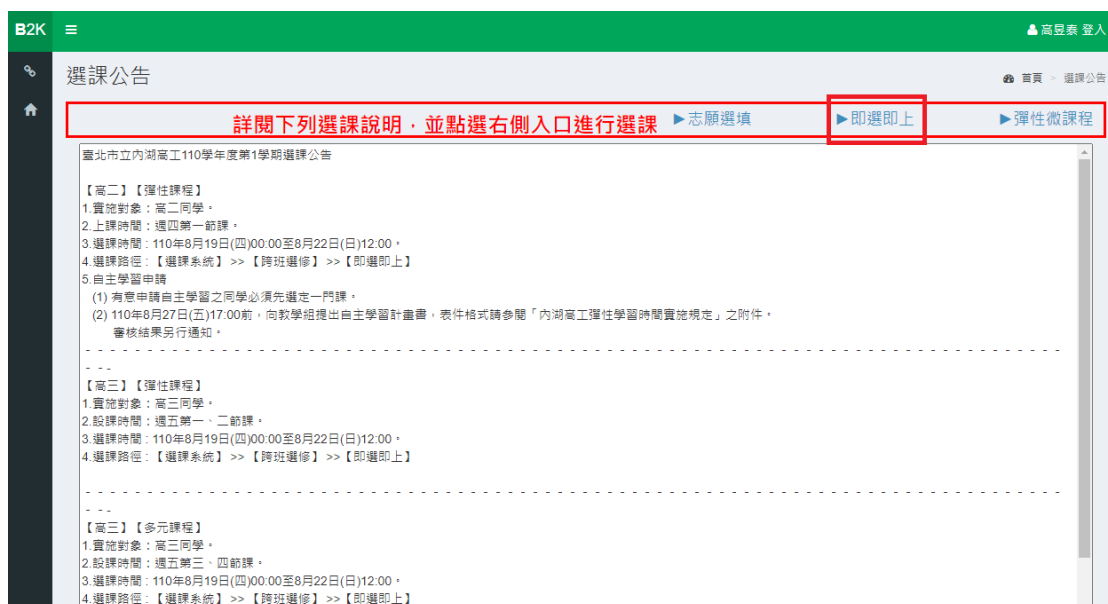 B2K
高昱泰 登入
選課公告
首頁 > 選課公告
詳閱下列選課說明，並點選右側入口進行選課 ▶志願選填 ▶即選即上 ▶彈性微課程
臺北市立內湖高工110學年度第1學期選課公告
【高二】【彈性課程】
1.實施對象：高二同學。
2.上課時間：週四第一節課。
3.選課時間：110年8月19日(四)00:00至8月22日(日)12:00。
4.選課路徑：【選課系統】>>【跨班選修】>>【即選即上】
5.自主學習申請
(1) 有意申請自主學習之同學必須先選定一門課。
(2) 110年8月27日(五)17:00前，向教學組提出自主學習計畫書，表件格式請參閱「內湖高工彈性學習時間實施規定」之附件。
審核結果另行通知。
- - - - - - - - - - - - - - - - - - - - - - - - - - - - - - - - - - - - - - - - - - - - - - - - - - - - - - - - - - - - - - - - - - - - - - - - - - - - - -
- - -
【高三】【彈性課程】
1.實施對象：高三同學。
2.設課時間：週五第一、二節課。
3.選課時間：110年8月19日(四)00:00至8月22日(日)12:00。
4.選課路徑：【選課系統】>>【跨班選修】>>【即選即上】
- - - - - - - - - - - - - - - - - - - - - - - - - - - - - - - - - - - - - - - - - - - - - - - - - - - - - - - - - - - - - - - - - - - - - - - - - - - - - -
- - -
【高三】【多元課程】
1.實施對象：高三同學。
2.設課時間：週五第三、四節課。
3.選課時間：110年8月19日(四)00:00至8月22日(日)12:00。
4.選課路徑：【選課系統】>>【跨班選修】>>【即選即上】